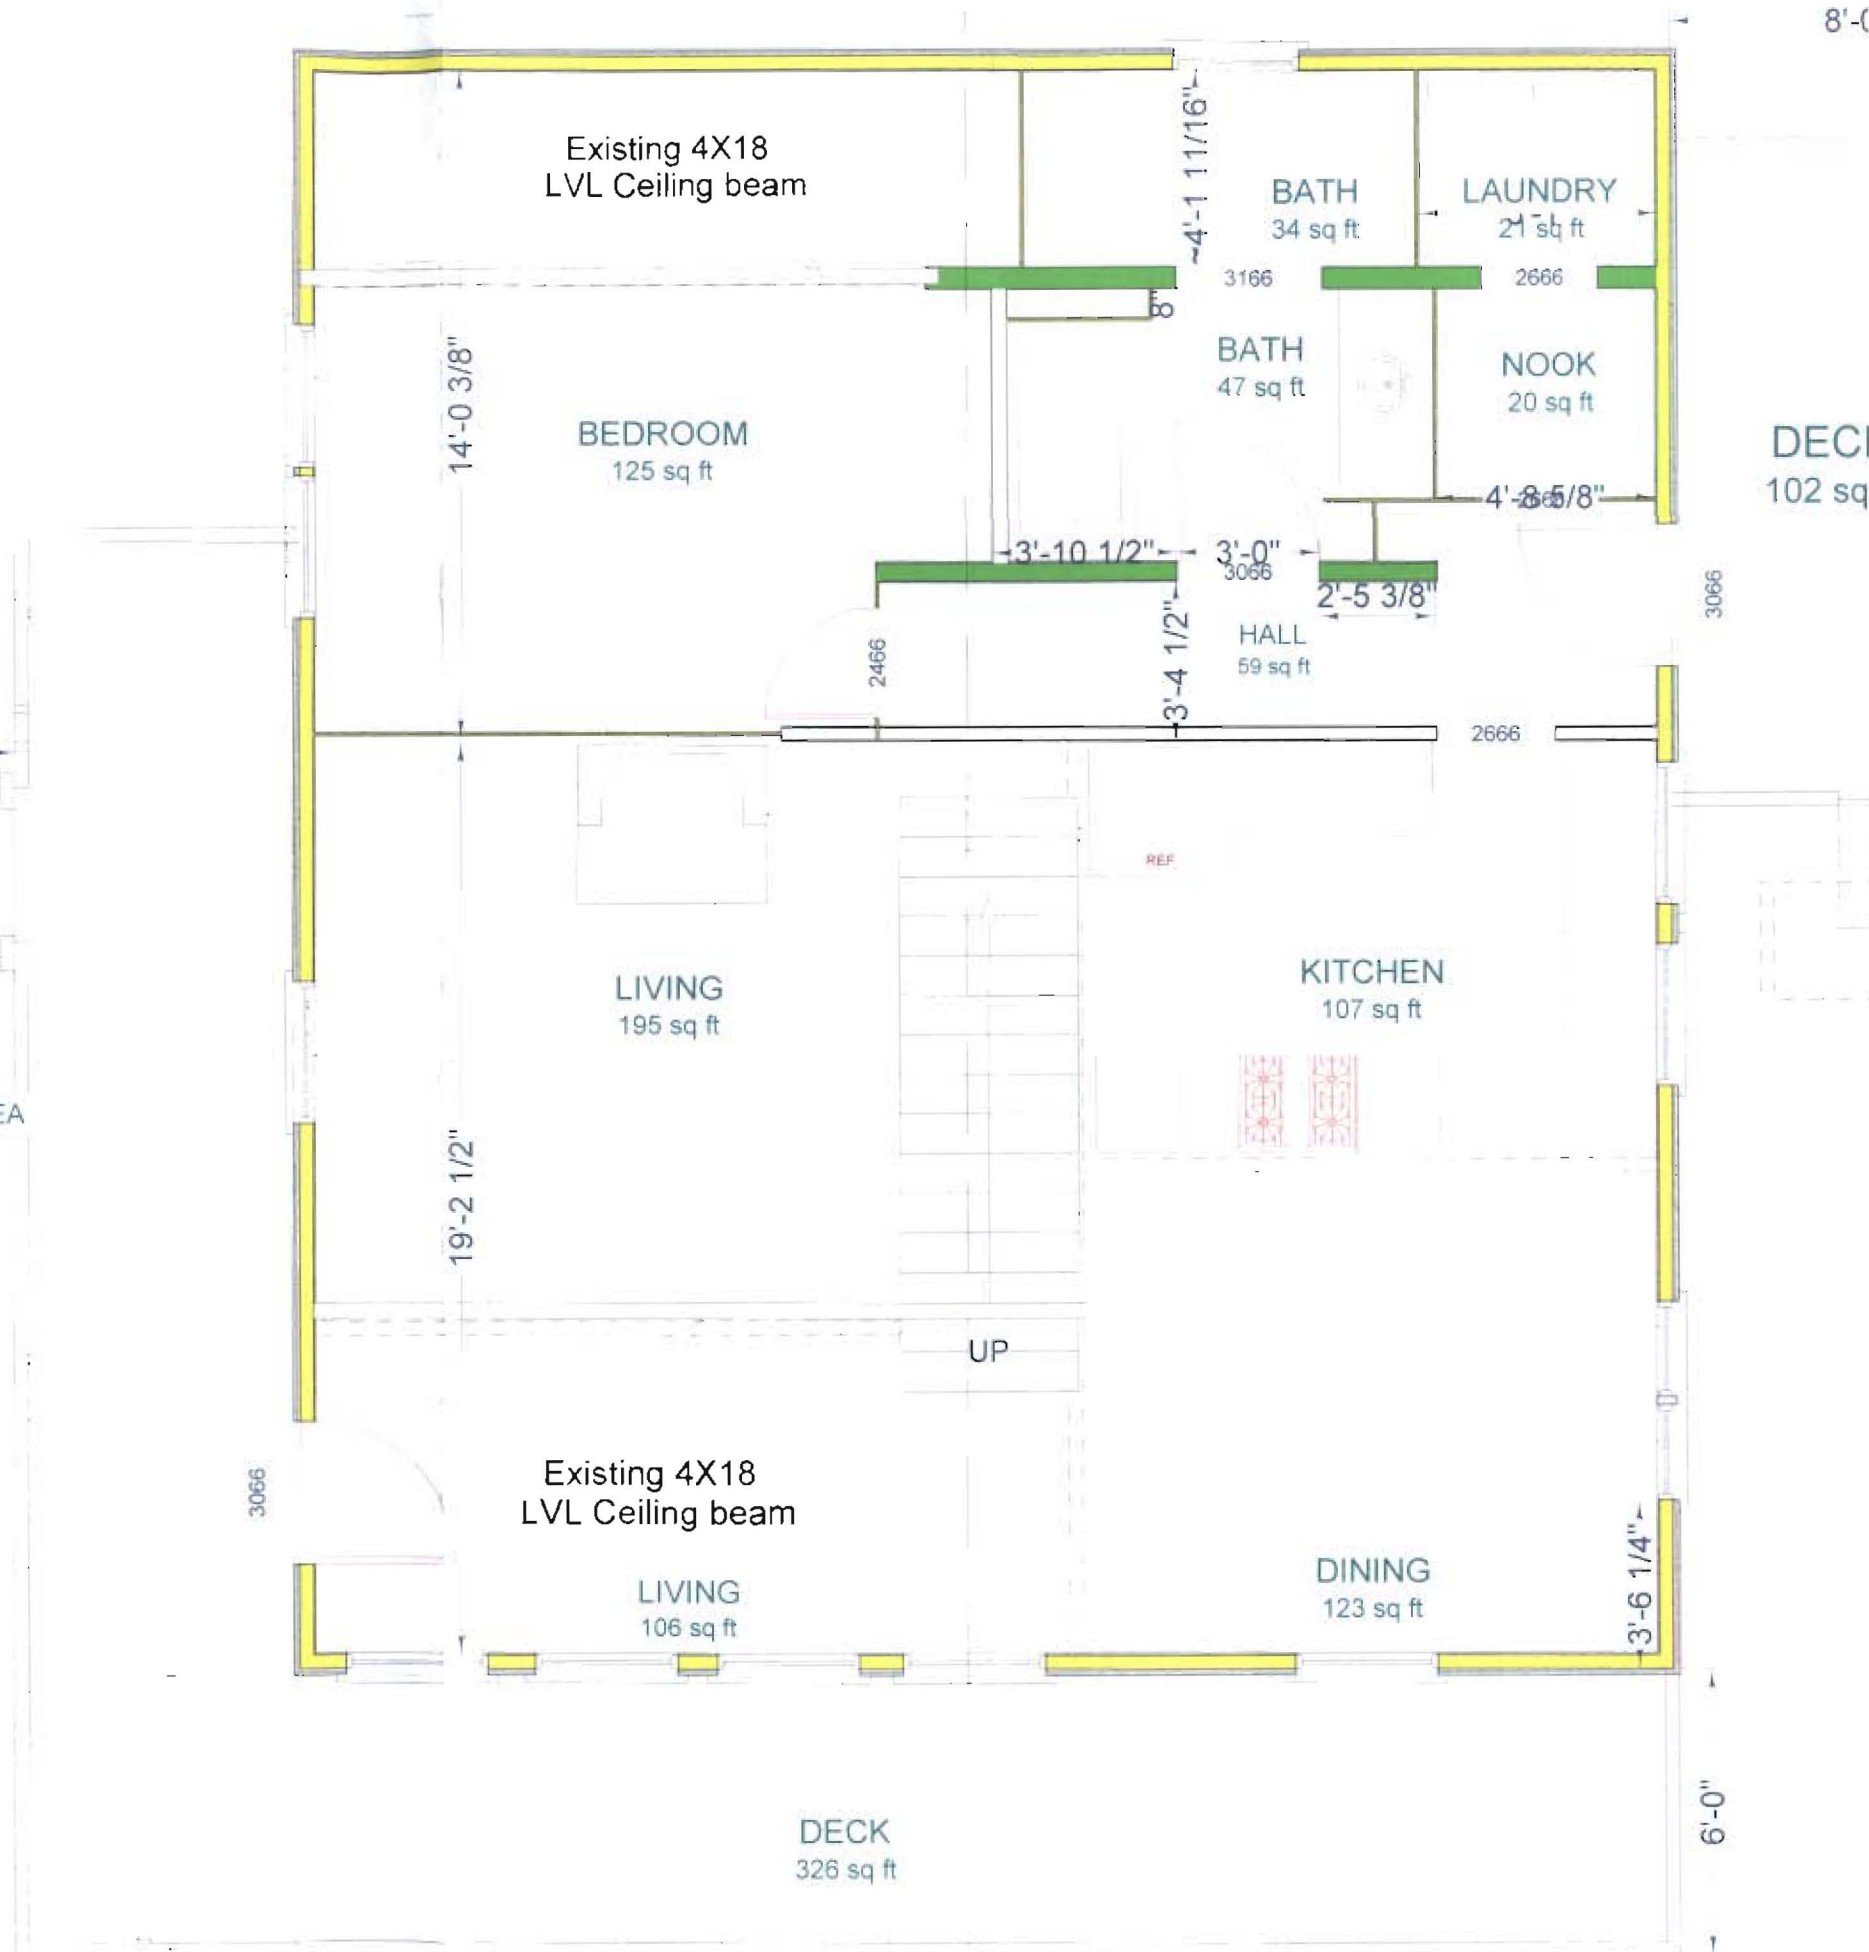 8'-0
Existing 4X18
LVL Ceiling beam
~4'-1 11/16"
BATH
34 sq ft
LAUNDRY
21 sq ft
3166
2666
8"
BATH
47 sq ft
NOOK
20 sq ft
14'-0 3/8"
BEDROOM
125 sq ft
DECK
102 sq
4'-8 5/8"
3'-10 1/2"
3'-0"
3066
2'-5 3/8"
3066
HALL
59 sq ft
2466
3'-4 1/2"
2666
REF
LIVING
195 sq ft
KITCHEN
107 sq ft
EA
19'-2 1/2"
UP
Existing 4X18
LVL Ceiling beam
3066
3'-6 1/4"
DINING
123 sq ft
LIVING
106 sq ft
6'-0"
DECK
326 sq ft